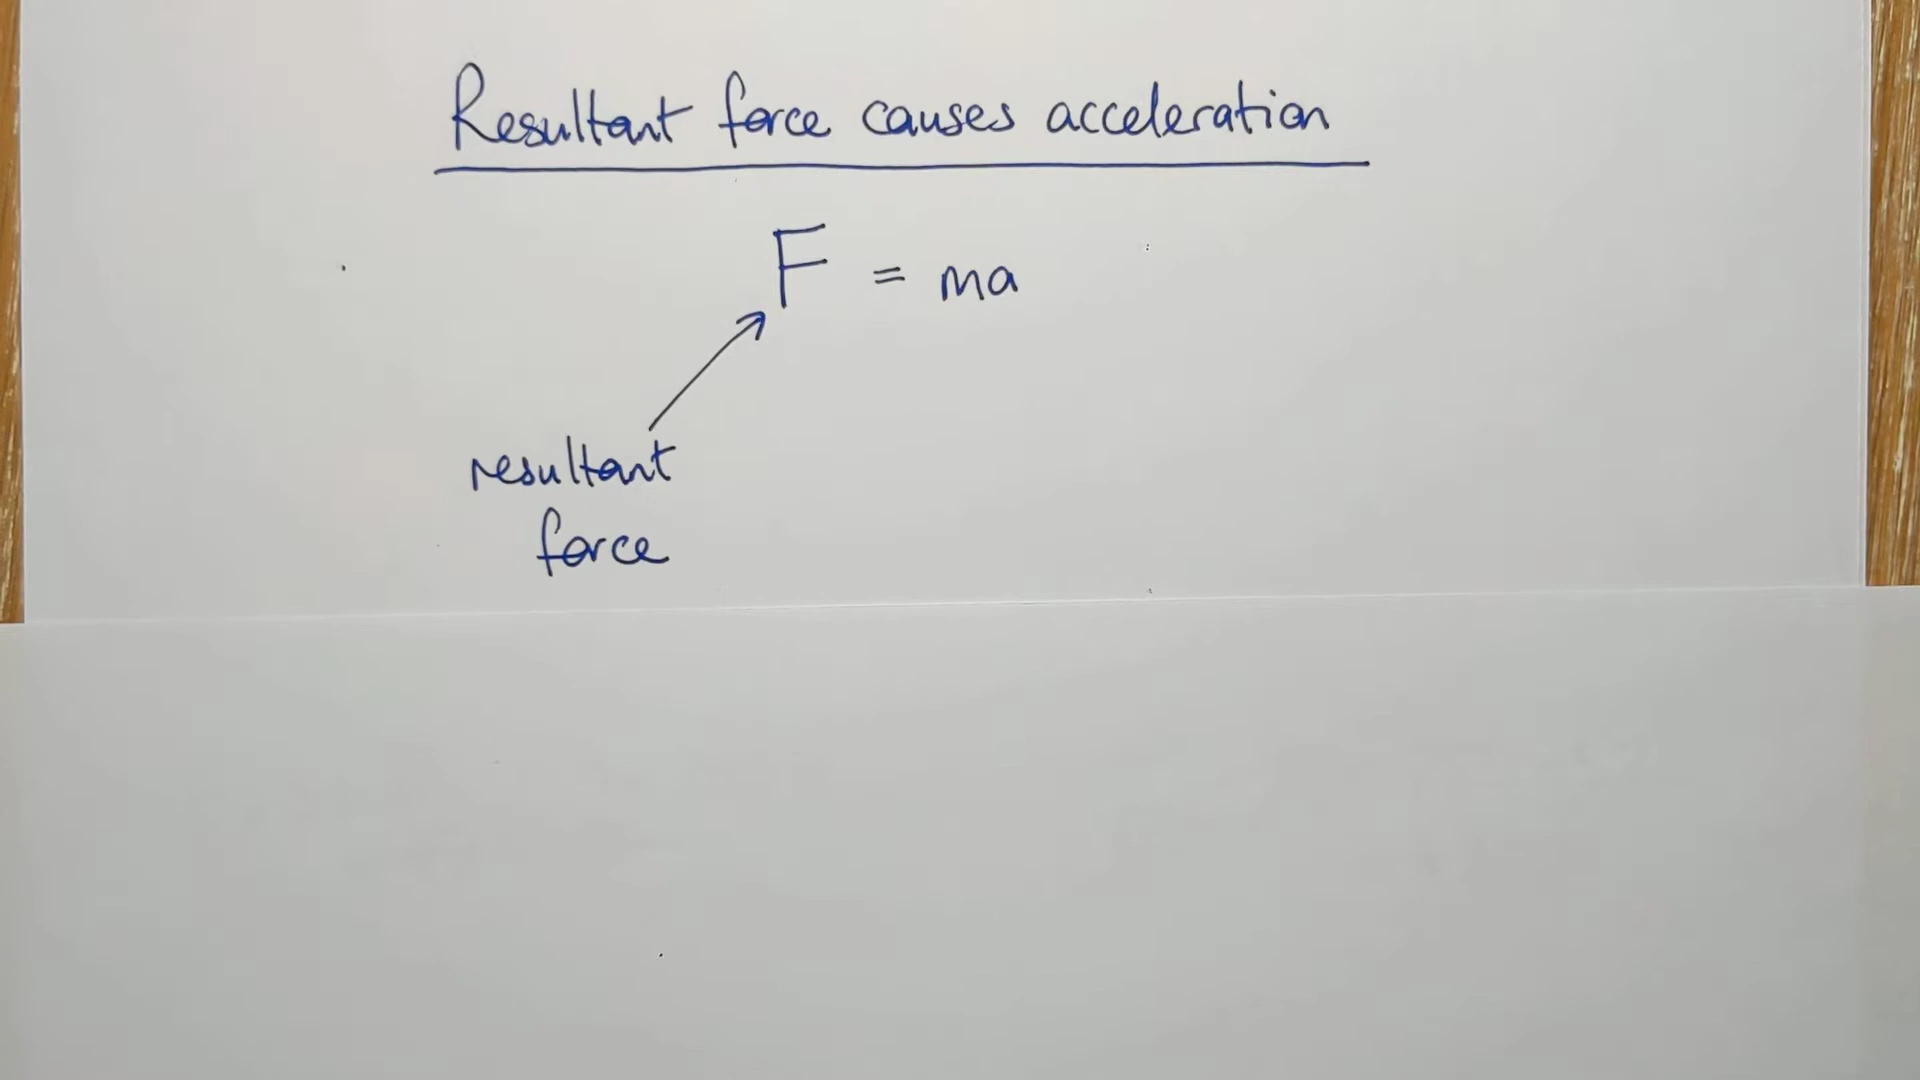 Resultant force causes acceleration
F = ma
resultant
force